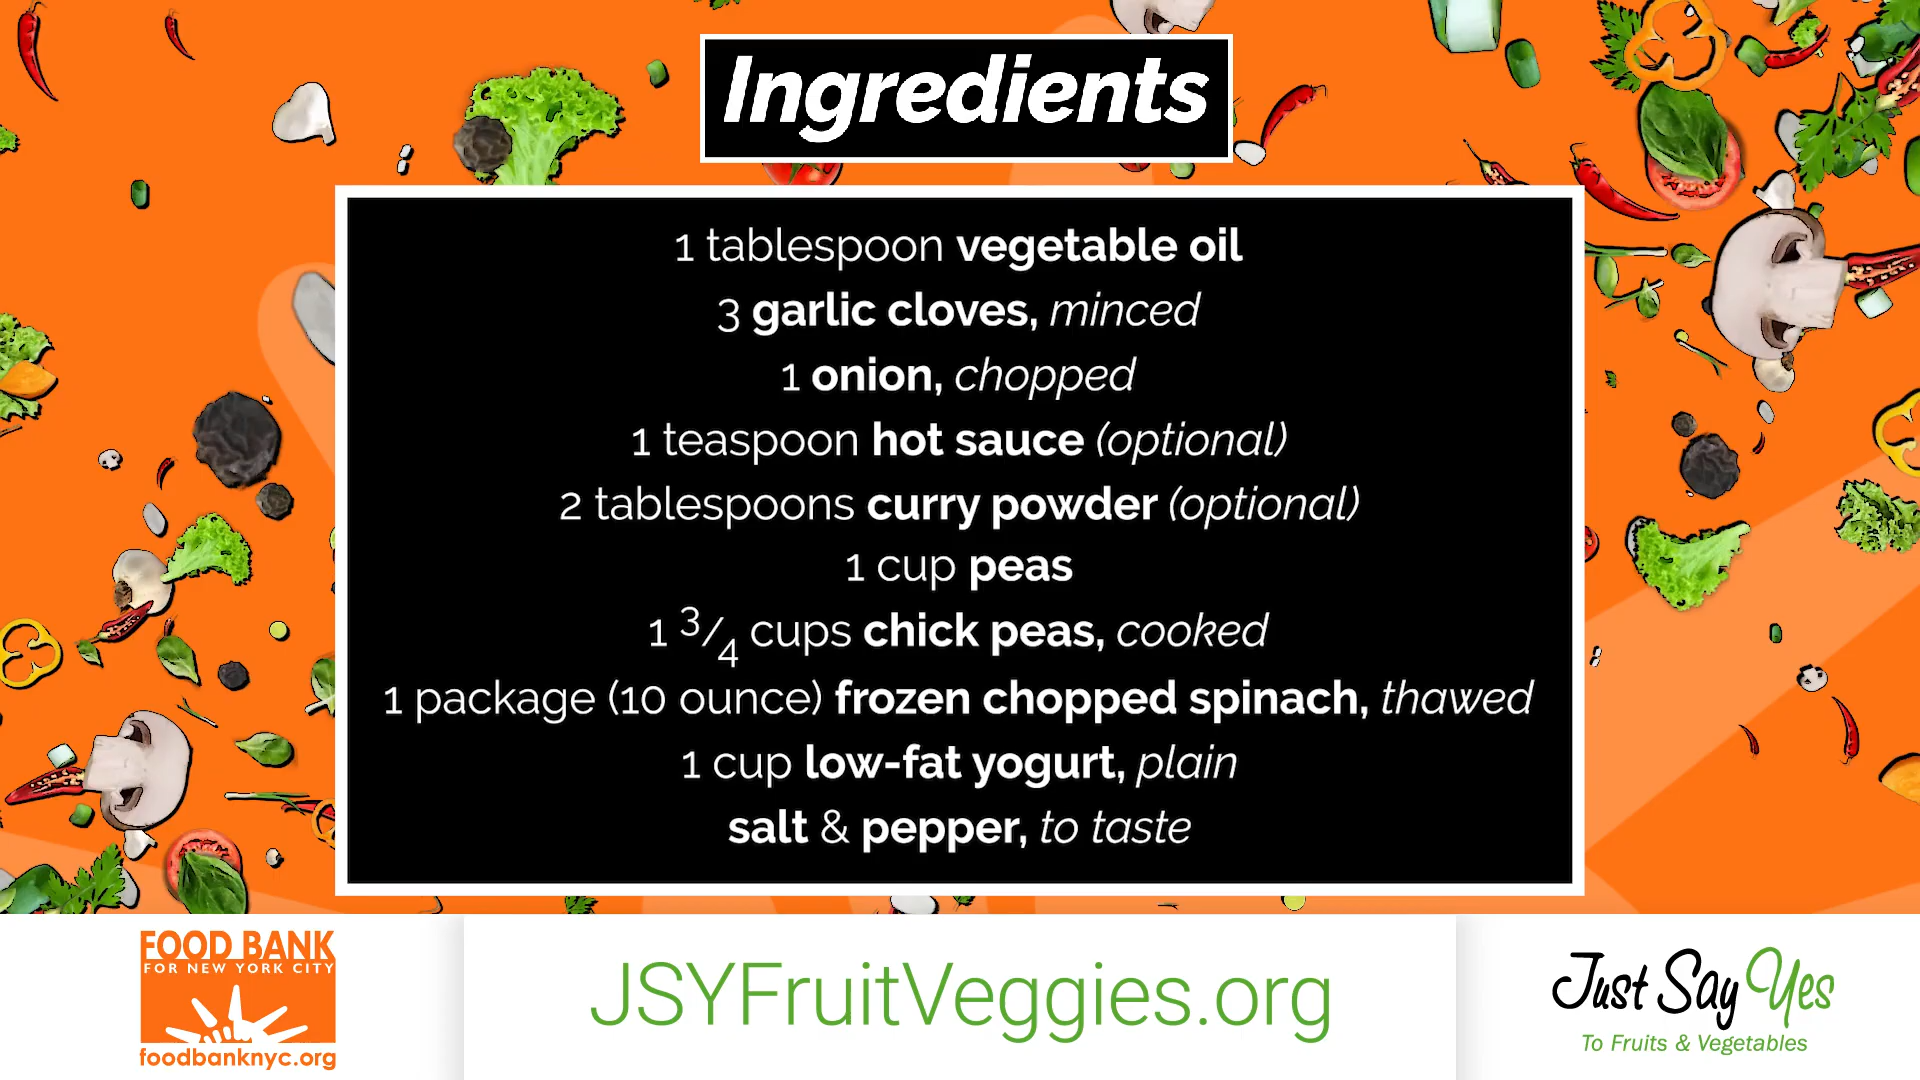 Ingredients
1 tablespoon vegetable oil
3 garlic cloves, minced
1 onion, chopped
1 teaspoon hot sauce (optional)
2 tablespoons curry powder (optional)
1 cup peas
1 3/4 cups chick peas, cooked
1 package (10 ounce) frozen chopped spinach, thawed
1 cup low-fat yogurt, plain
salt & pepper, to taste
FOOD BANK
FOR NEW YORK CITY
foodbanknyc.org
JSYFruitVeggies.org
Just Say Yes
To Fruits & Vegetables